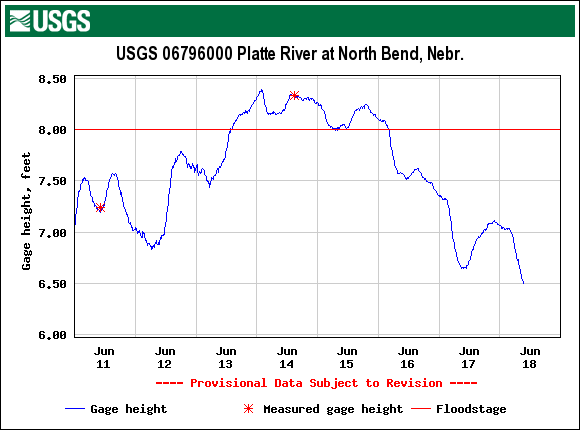 USGS
USGS 06796000 Platte River at North Bend, Nebr.
Gage height, feet
8.50
8.00
7.50
7.00
6.50
6.00
Jun 11
Jun 12
Jun 13
Jun 14
Jun 15
Jun 16
Jun 17
Jun 18
---- Provisional Data Subject to Revision ----
Gage height
Measured gage height
Floodstage